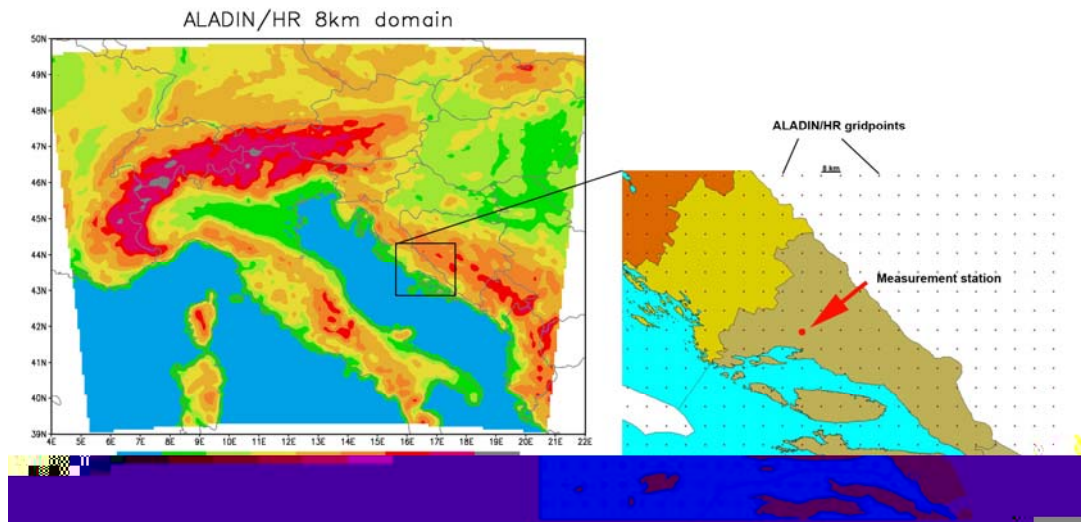 ALADIN/HR 8km domain
50N
49N
48N
47N
46N
45N
44N
43N
42N
41N
40N
39N
4E 5E 6E 7E 8E 9E 10E 11E 12E 13E 14E 15E 16E 17E 18E 19E 20E 21E 22E
ALADIN/HR gridpoints
8 km
Measurement station